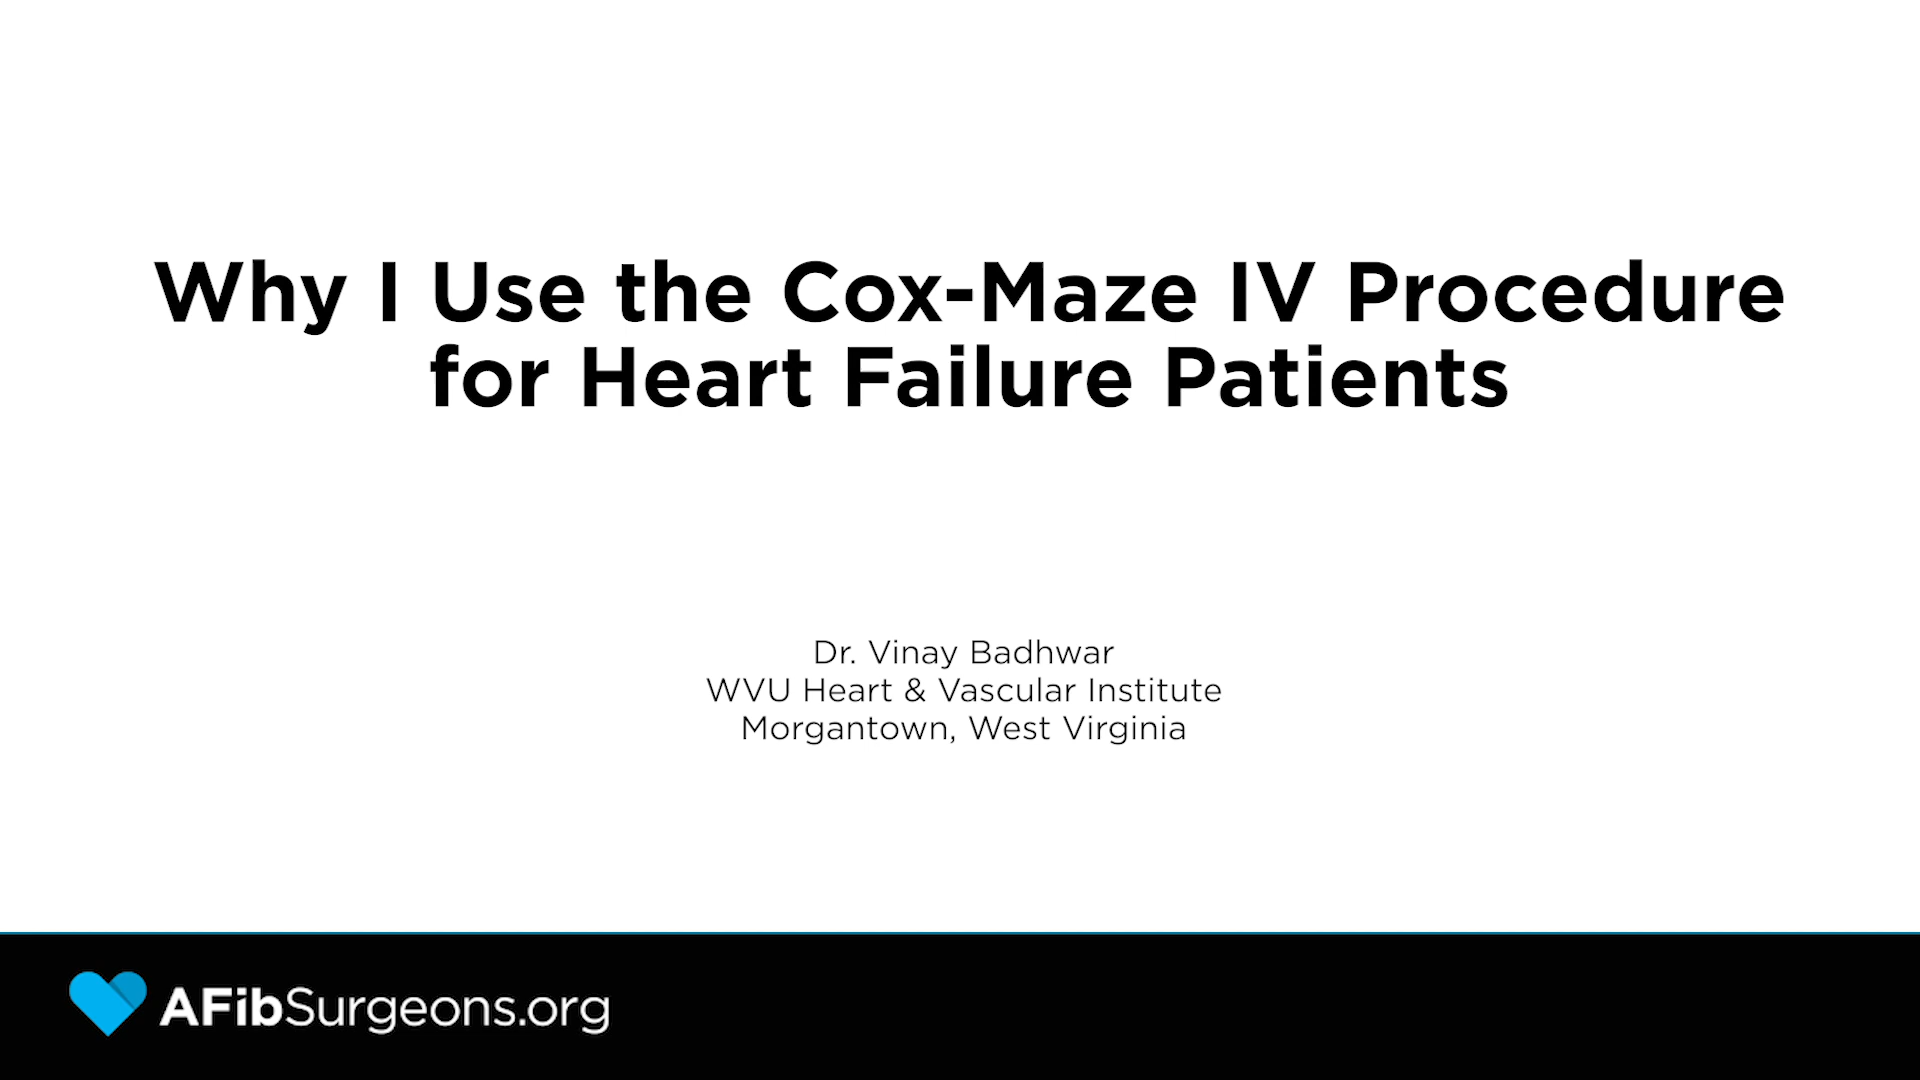 Why I Use the Cox-Maze IV Procedure
for Heart Failure Patients
Dr. Vinay Badhwar
WVU Heart & Vascular Institute
Morgantown, West Virginia
AFibSurgeons.org